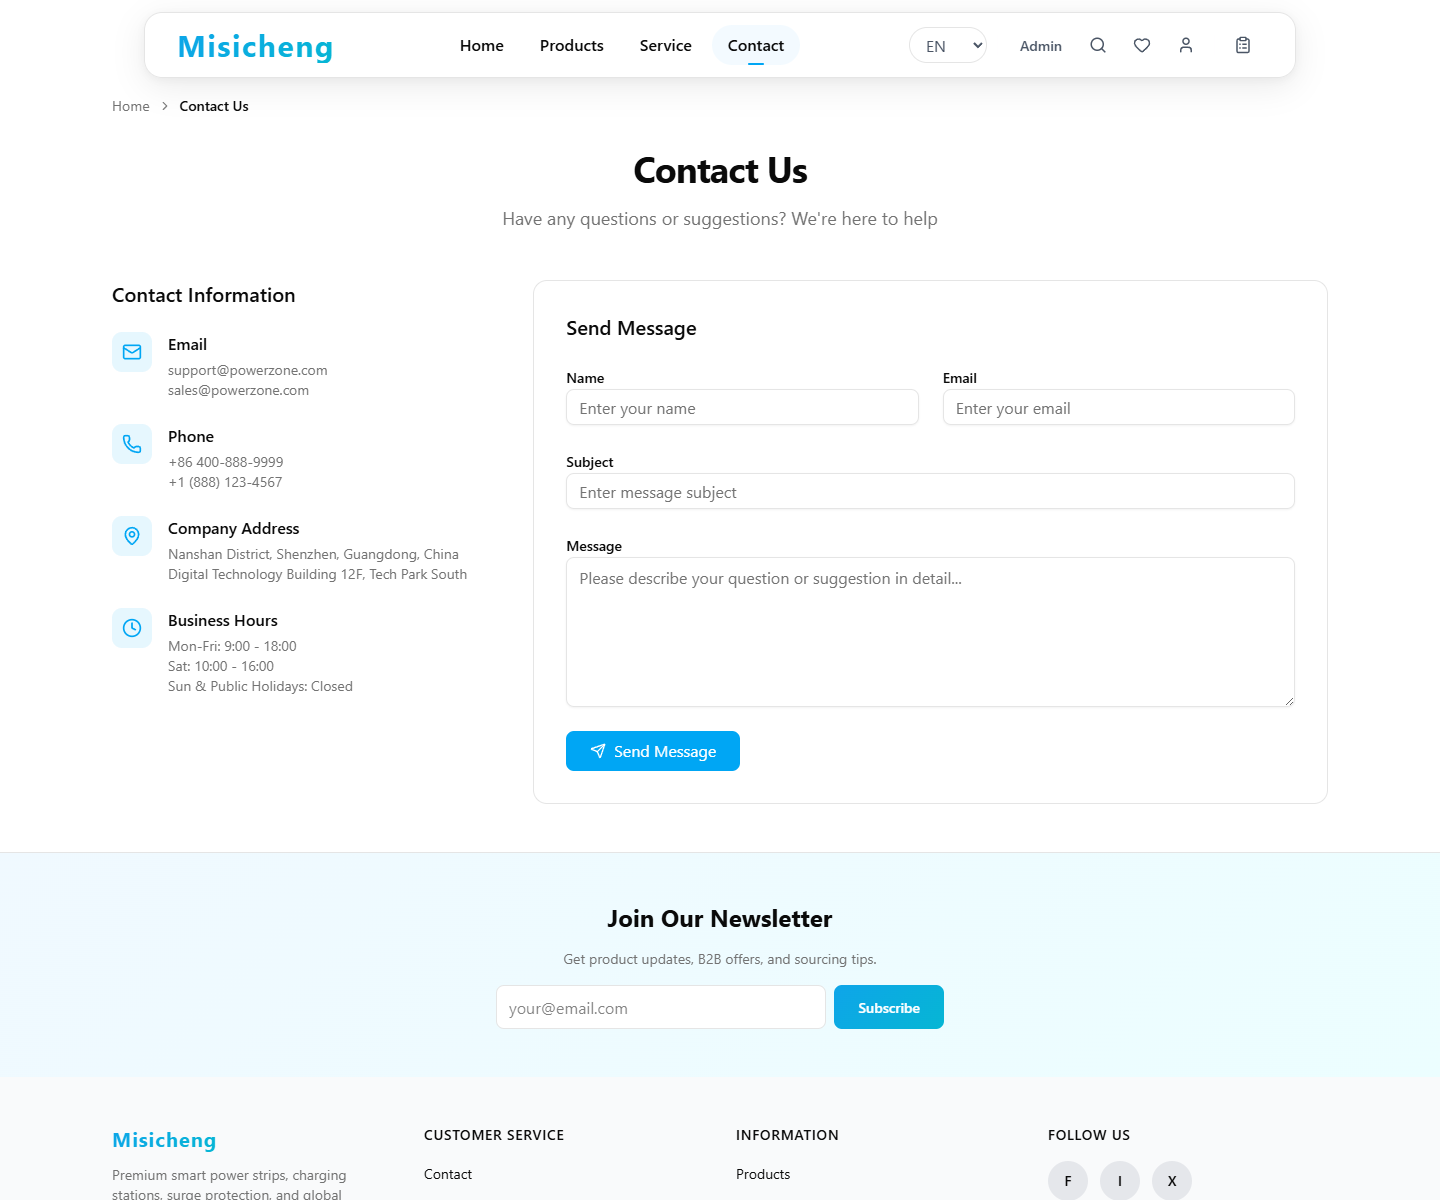 Misicheng
Home
Products
Service
Contact
EN
Admin
Home
Contact Us
Contact Us
Have any questions or suggestions? We're here to help
Contact Information
Email
support@powerzone.com
sales@powerzone.com
Phone
+86 400-888-9999
+1 (888) 123-4567
Company Address
Nanshan District, Shenzhen, Guangdong, China
Digital Technology Building 12F, Tech Park South
Business Hours
Mon-Fri: 9:00 - 18:00
Sat: 10:00 - 16:00
Sun & Public Holidays: Closed
Send Message
Name
Enter your name
Email
Enter your email
Subject
Enter message subject
Message
Please describe your question or suggestion in detail...
Send Message
Join Our Newsletter
Get product updates, B2B offers, and sourcing tips.
your@email.com
Subscribe
Misicheng
Premium smart power strips, charging
stations, surge protection, and global
CUSTOMER SERVICE
Contact
INFORMATION
Products
FOLLOW US
F
I
X